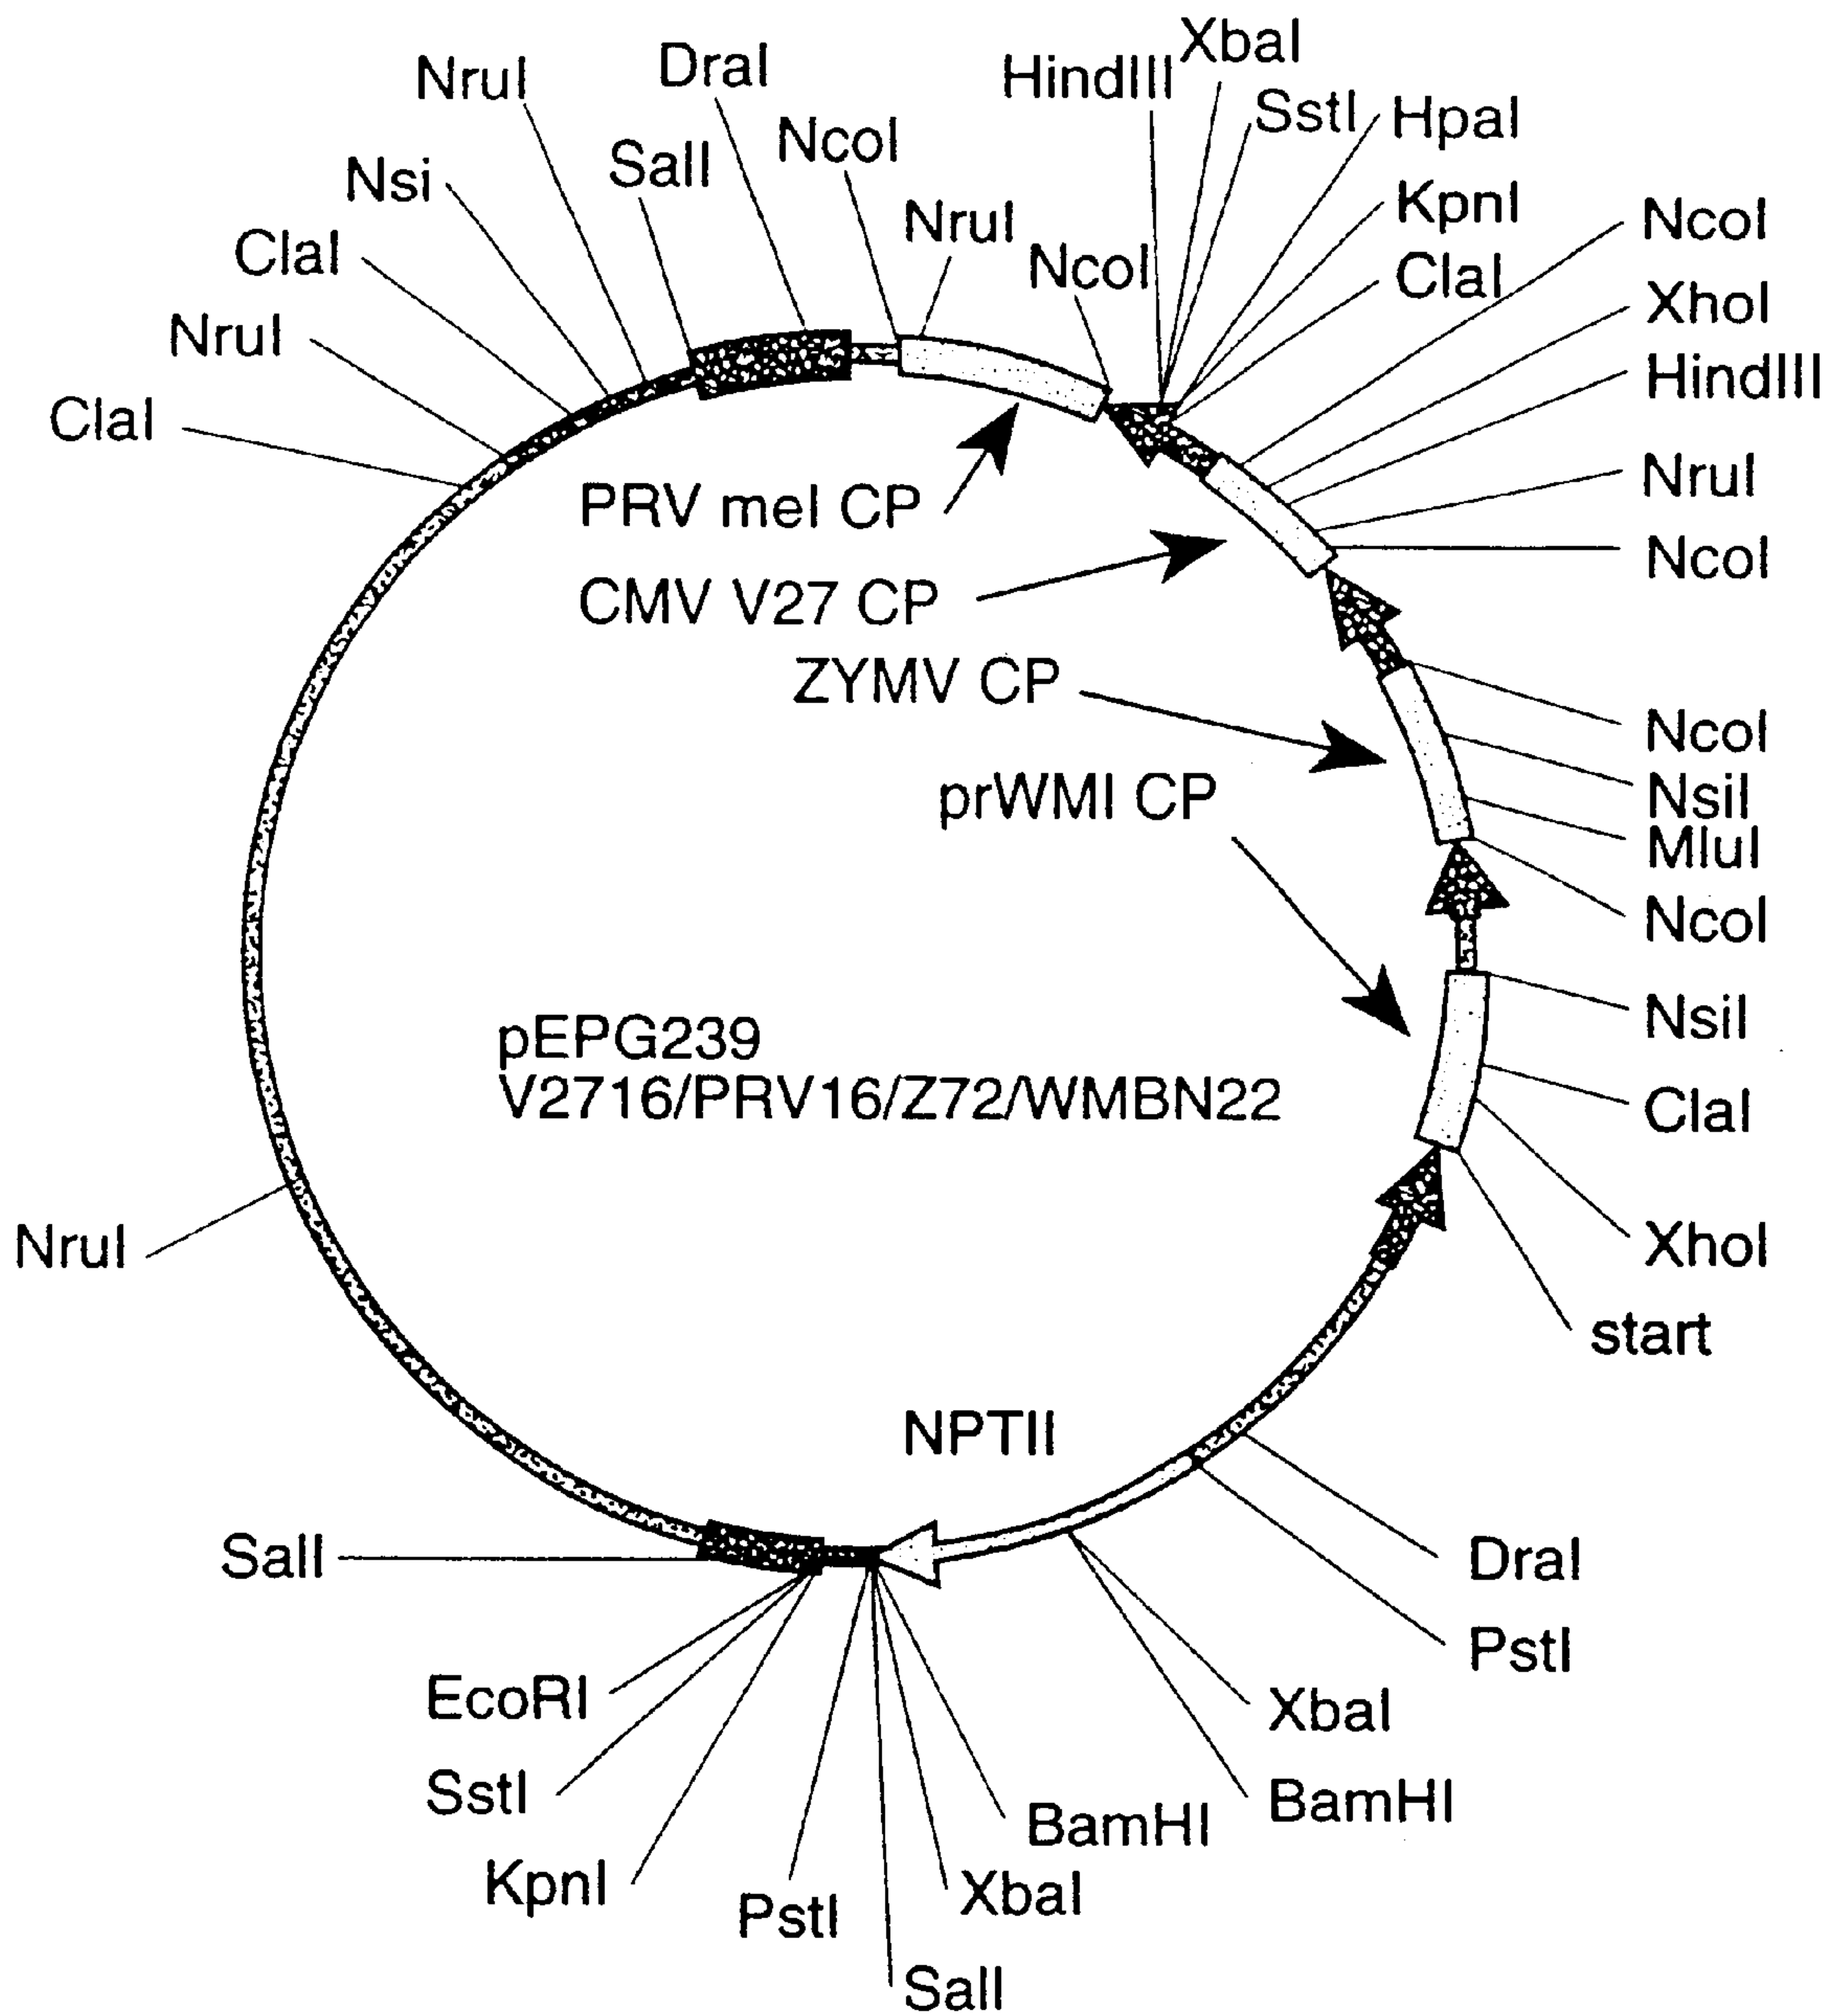 XbaI
HindIII
DraI
NruI
SstI
HpaI
NcoI
SalI
Nsi
KpnI
NruI
NcoI
ClaI
NcoI
ClaI
XhoI
NruI
HindIII
ClaI
NruI
PRV mel CP
NcoI
CMV V27 CP
ZYMV CP
NcoI
prWMI CP
NsiI
MluI
NcoI
NsiI
pEPG239
V2716/PRV16/Z72/WMBN22
ClaI
NruI
XhoI
start
NPTII
SalI
DraI
PstI
EcoRI
XbaI
SstI
BamHI
BamHI
KpnI
XbaI
PstI
SalI